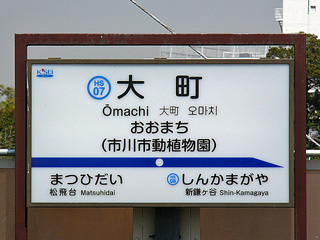 HS
07
大町
Ōmachi 大町 오마치
おおまち
(市川市動植物園)
まつひだい
松飛台 Matsuhidai
HS
08
しんかまがや
新鎌ヶ谷 Shin-Kamagaya